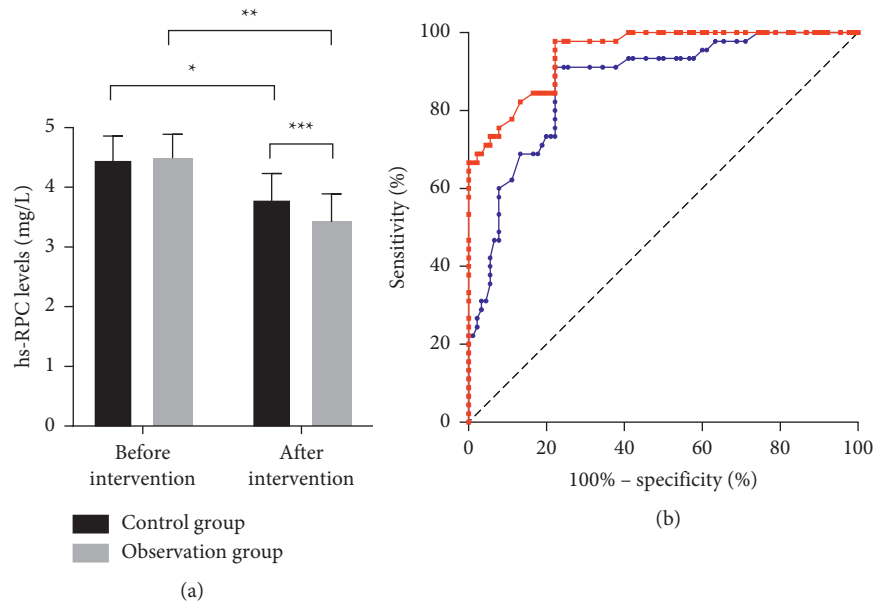 **
*
***
5
4
3
2
1
0
hs-RPC levels (mg/L)
Before
intervention
After
intervention
Control group
Observation group
(a)
100
80
60
40
20
0
Sensitivity (%)
0
20
40
60
80
100
100% – specificity (%)
(b)